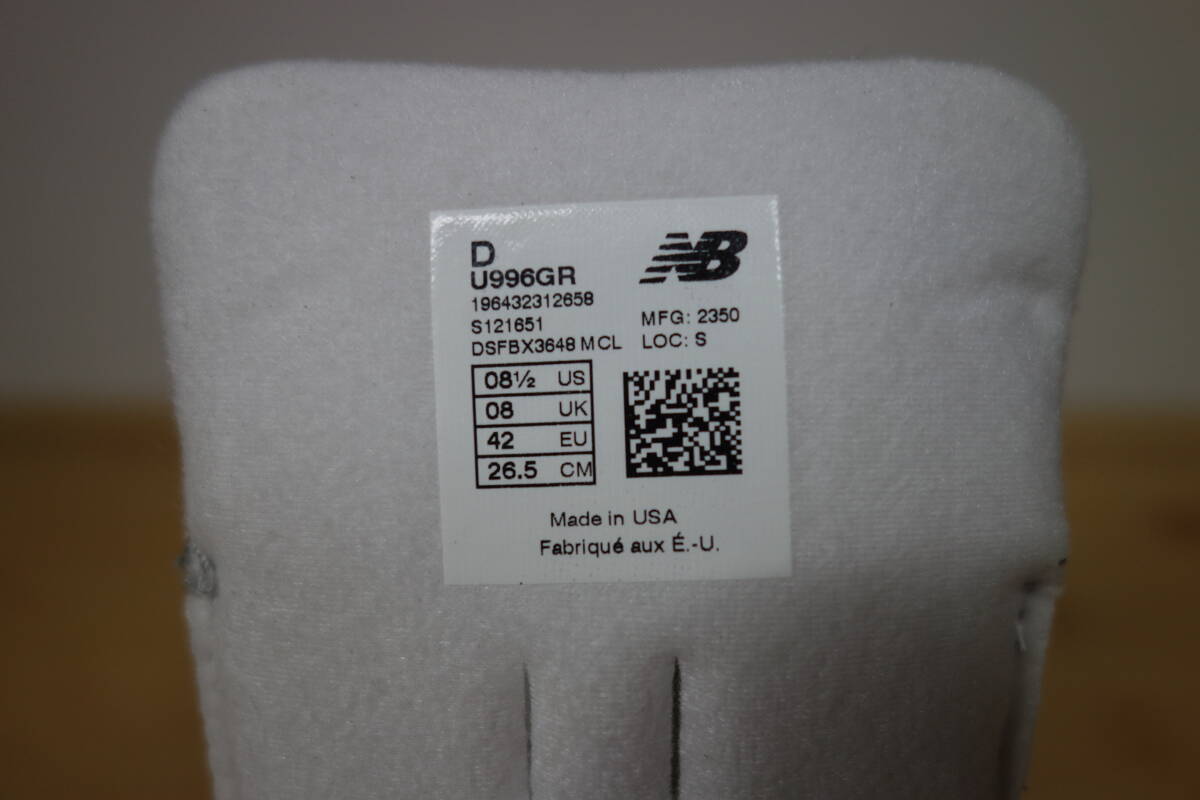 D
NB
U996GR
196432312658
S121651
MFG: 2350
DSFBX3648 MCL
LOC: S
08½ US
08 UK
42 EU
26.5 CM
Made in USA
Fabriqué aux É.-U.